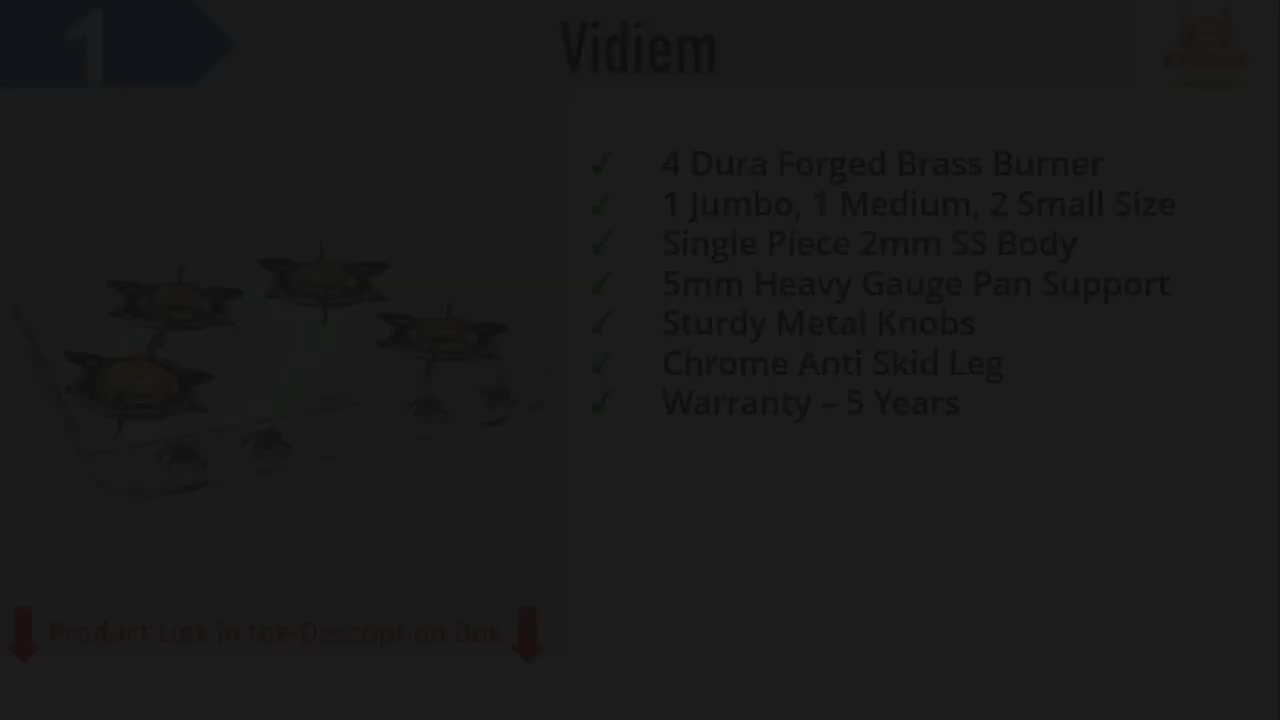 1
Vidiem
✓ 4 Dura Forged Brass Burner
✓ 1 Jumbo, 1 Medium, 2 Small Size
✓ Single Piece 2mm SS Body
✓ 5mm Heavy Gauge Pan Support
✓ Sturdy Metal Knobs
✓ Chrome Anti Skid Leg
✓ Warranty – 5 Years
Product Link in the Description Box